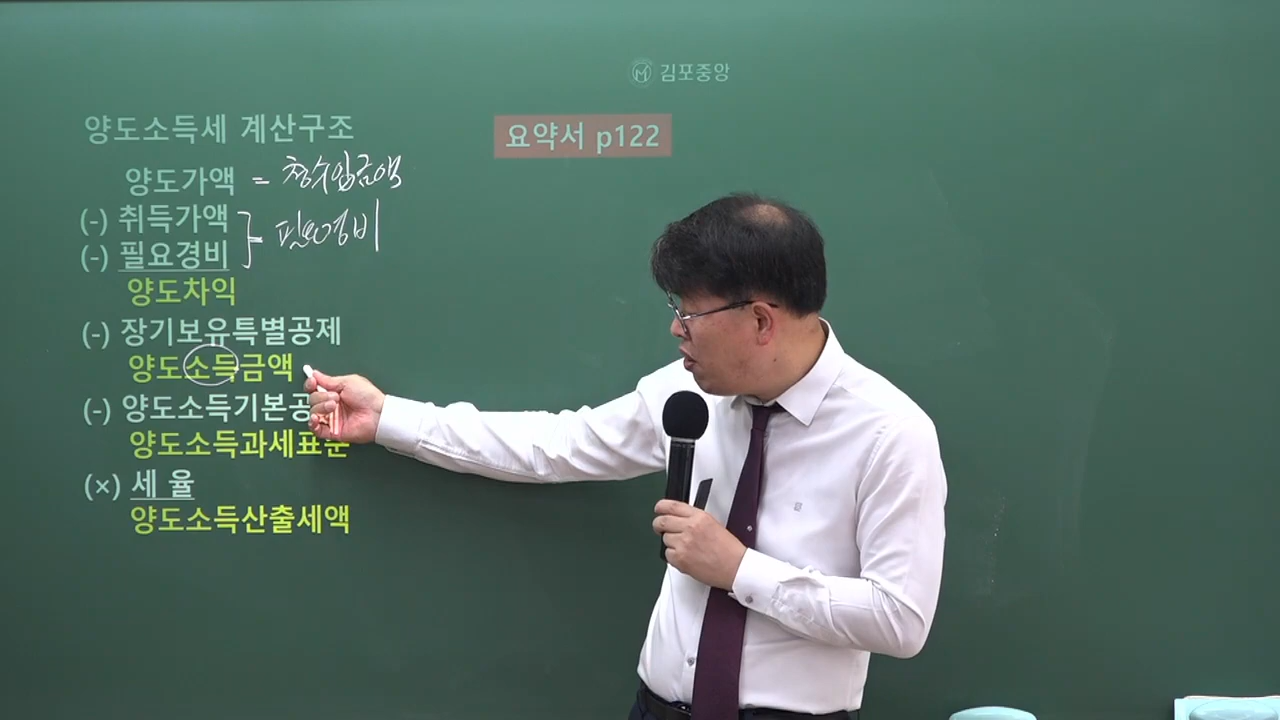 김포중앙
양도소득세 계산구조
요약서 p122
양도가액 = 총수입금액
(-) 취득가액
(-) 필요경비 } = 필요경비
양도차익
(-) 장기보유특별공제
양도소득금액
(-) 양도소득기본공
양도소득과세표준
(×) 세 율
양도소득산출세액